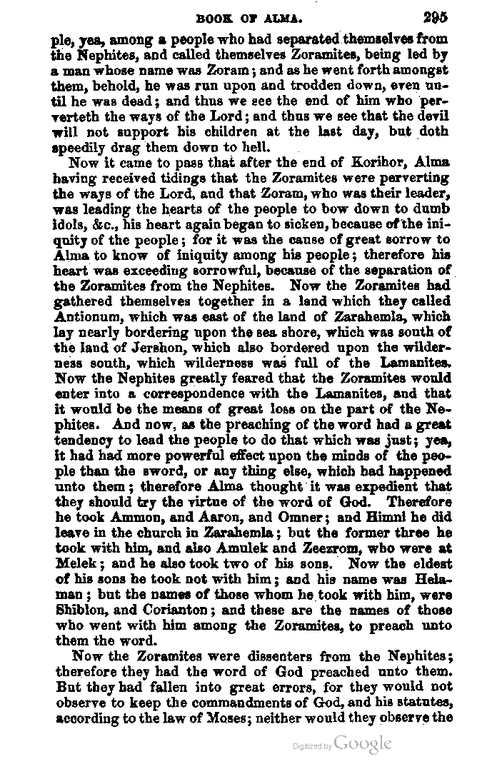 BOOK OF ALMA. 295
ple, yea, among a people who had separated themselves from
the Nephites, and called themselves Zoramites, being led by
a man whose name was Zoram; and as he went forth amongst
them, behold, he was run upon and trodden down, even un-
til he was dead; and thus we see the end of him who per-
verteth the ways of the Lord; and thus we see that the devil
will not support his children at the last day, but doth
speedily drag them down to hell.
Now it came to pass that after the end of Korihor, Alma
having received tidings that the Zoramites were perverting
the ways of the Lord, and that Zoram, who was their leader,
was leading the hearts of the people to bow down to dumb
idols, &c., his heart again began to sicken, because of the ini-
quity of the people; for it was the cause of great sorrow to
Alma to know of iniquity among his people; therefore his
heart was exceeding sorrowful, because of the separation of
the Zoramites from the Nephites. Now the Zoramites had
gathered themselves together in a land which they called
Antionum, which was east of the land of Zarahemla, which
lay nearly bordering upon the sea shore, which was south of
the land of Jershon, which also bordered upon the wilder-
ness south, which wilderness was full of the Lamanites.
Now the Nephites greatly feared that the Zoramites would
enter into a correspondence with the Lamanites, and that
it would be the means of great loss on the part of the Ne-
phites. And now, as the preaching of the word had a great
tendency to lead the people to do that which was just; yea,
it had had more powerful effect upon the minds of the peo-
ple than the sword, or any thing else, which had happened
unto them; therefore Alma thought it was expedient that
they should try the virtue of the word of God. Therefore
he took Ammon, and Aaron, and Omner; and Himni he did
leave in the church in Zarahemla; but the former three he
took with him, and also Amulek and Zeezrom, who were at
Melek; and he also took two of his sons. Now the eldest
of his sons he took not with him; and his name was Hela-
man; but the names of those whom he took with him, were
Shiblon, and Corianton; and these are the names of those
who went with him among the Zoramites, to preach unto
them the word.
Now the Zoramites were dissenters from the Nephites;
therefore they had the word of God preached unto them.
But they had fallen into great errors, for they would not
observe to keep the commandments of God, and his statutes,
according to the law of Moses; neither would they observe the
Digitized by Google